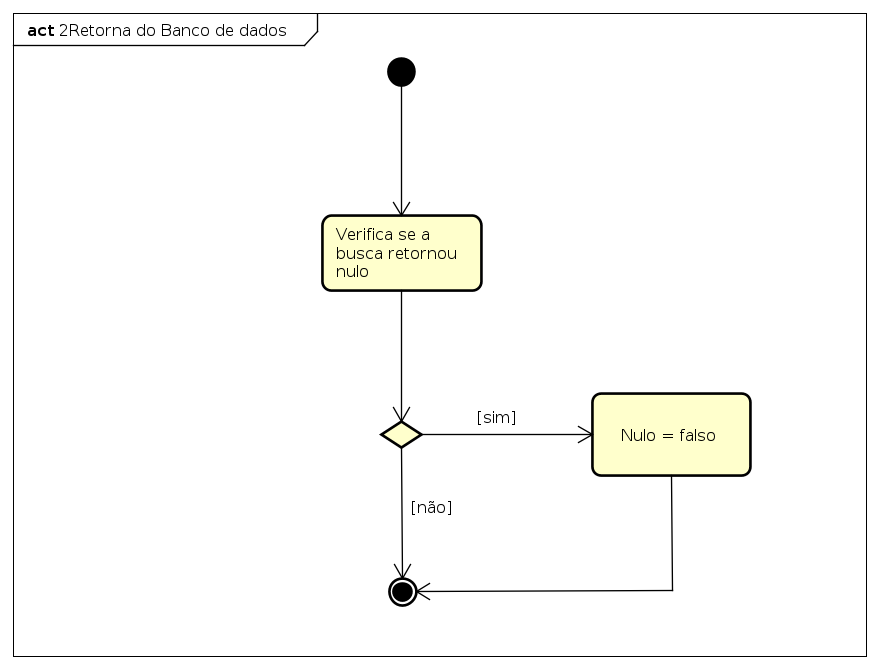 act 2Retorna do Banco de dados
Verifica se a
busca retornou
nulo
[sim]
Nulo = falso
[não]